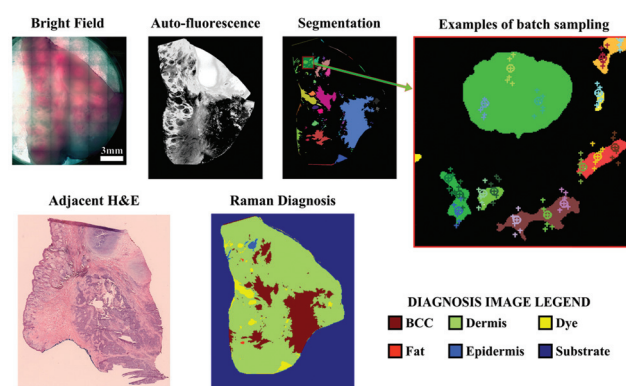 Bright Field
Auto-fluorescence
Segmentation
Examples of batch sampling
3mm
Adjacent H&E
Raman Diagnosis
DIAGNOSIS IMAGE LEGEND
BCC
Dermis
Dye
Fat
Epidermis
Substrate